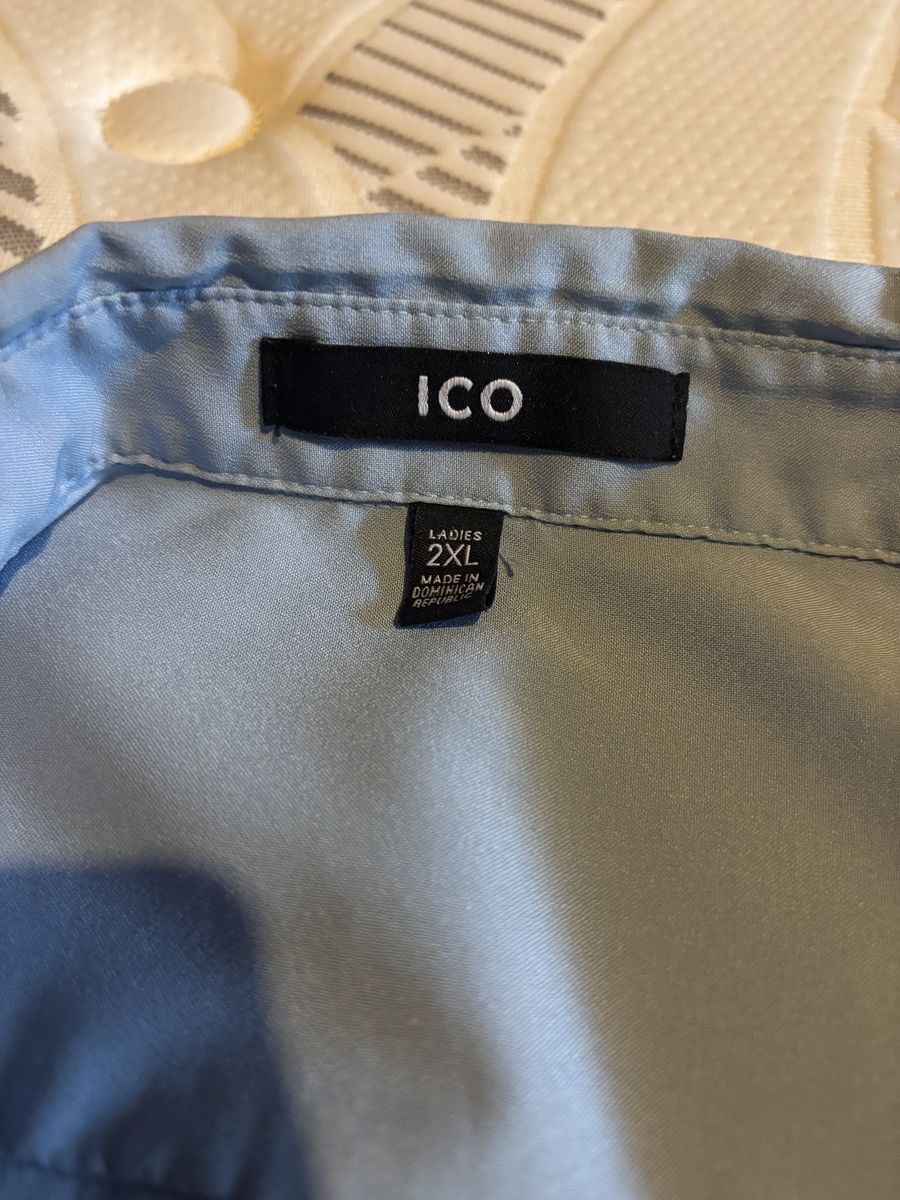 ICO
LADIES
2XL
MADE IN
DOMINICAN
REPUBLIC